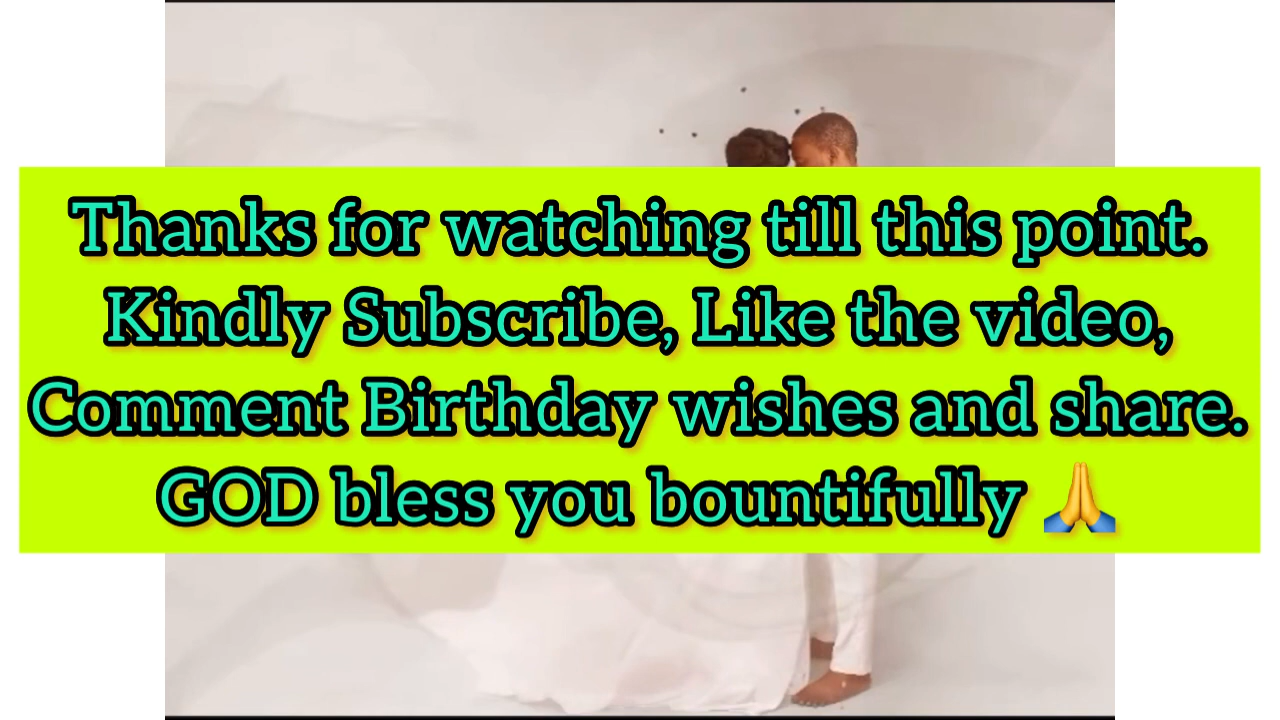 Thanks for watching till this point.
Kindly Subscribe, Like the video,
Comment Birthday wishes and share.
GOD bless you bountifully 🙏